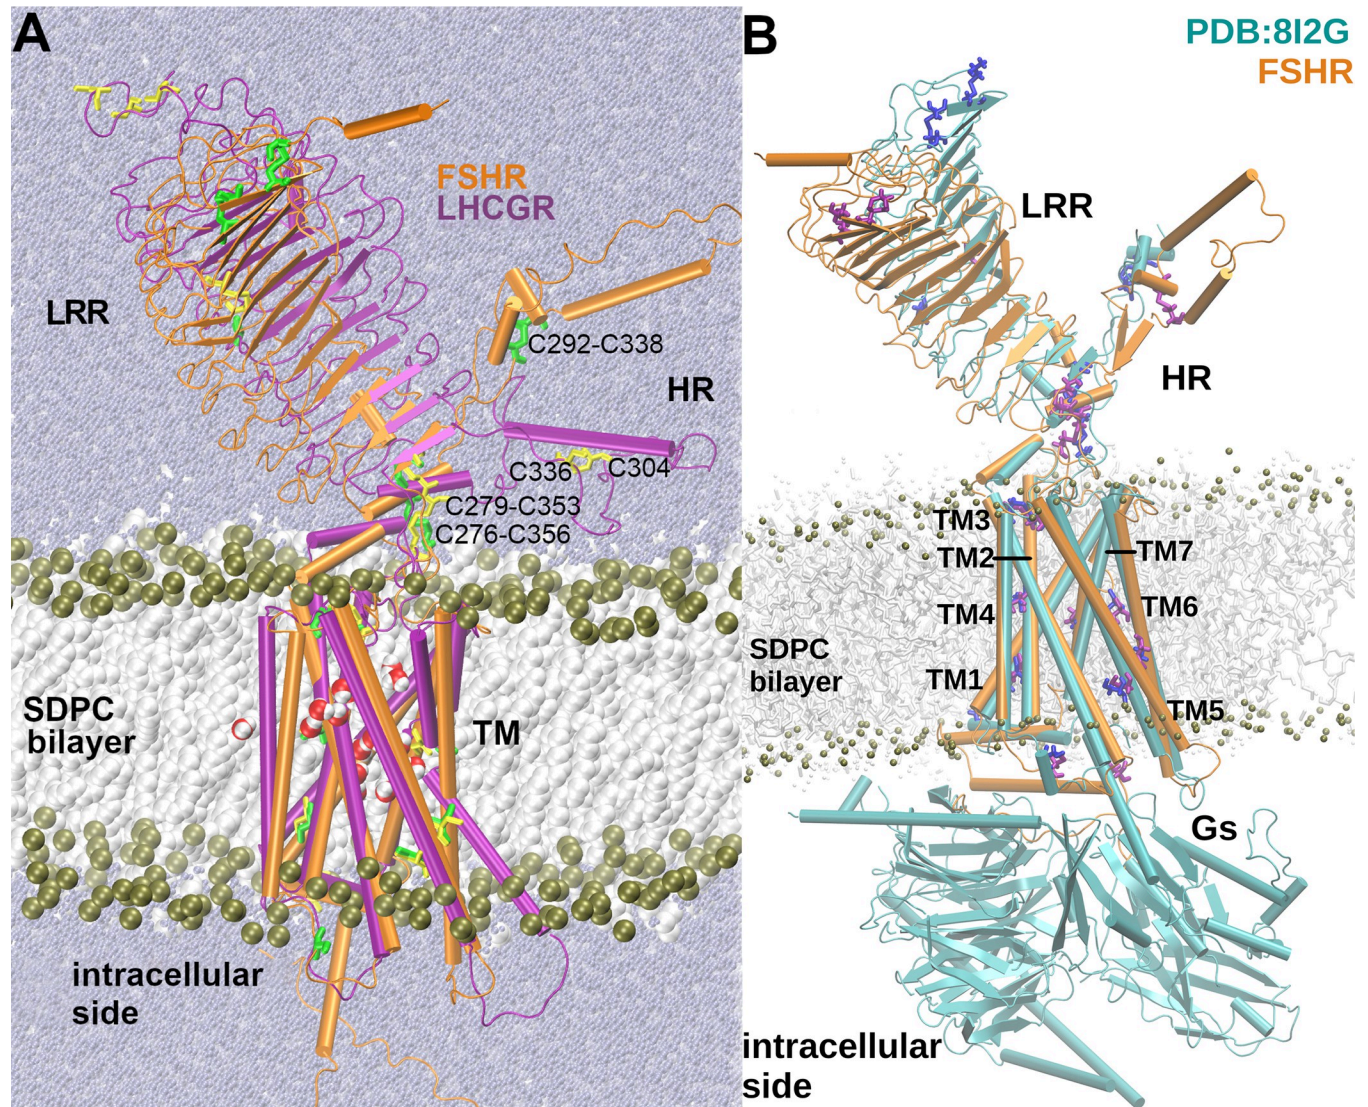 A
FSHR
LHCGR
LRR
C292-C338
HR
C336
C304
C279-C353
C276-C356
SDPC
bilayer
TM
intracellular
side
B
PDB:8I2G
FSHR
LRR
HR
TM3
TM2
TM7
TM4
TM6
SDPC
bilayer
TM1
TM5
Gs
intracellular
side